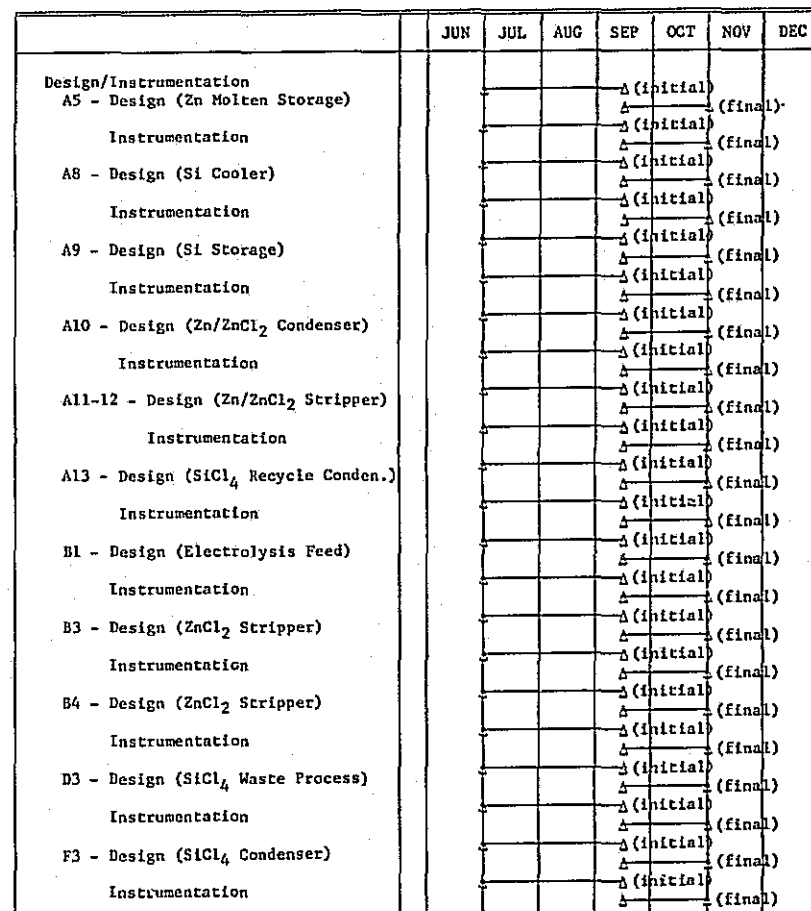 JUN JUL AUG SEP OCT NOV DEC
Design/Instrumentation
(initial)
A5 - Design (Zn Molten Storage)
(final)
(initial)
Instrumentation
(final)
(initial)
A8 - Design (Si Cooler)
(final)
(initial)
Instrumentation
(final)
(initial)
A9 - Design (Si Storage)
(final)
(initial)
Instrumentation
(final)
(initial)
A10 - Design (Zn/ZnCl2 Condenser)
(final)
(initial)
Instrumentation
(final)
(initial)
A11-12 - Design (Zn/ZnCl2 Stripper)
(final)
(initial)
Instrumentation
(final)
(initial)
A13 - Design (SiCl4 Recycle Conden.)
(final)
(initial)
Instrumentation
(final)
(initial)
B1 - Design (Electrolysis Feed)
(final)
(initial)
Instrumentation
(final)
(initial)
B3 - Design (ZnCl2 Stripper)
(final)
(initial)
Instrumentation
(final)
(initial)
B4 - Design (ZnCl2 Stripper)
(final)
(initial)
Instrumentation
(final)
(initial)
D3 - Design (SiCl4 Waste Process)
(final)
(initial)
Instrumentation
(final)
(initial)
F3 - Design (SiCl4 Condenser)
(final)
(initial)
Instrumentation
(final)